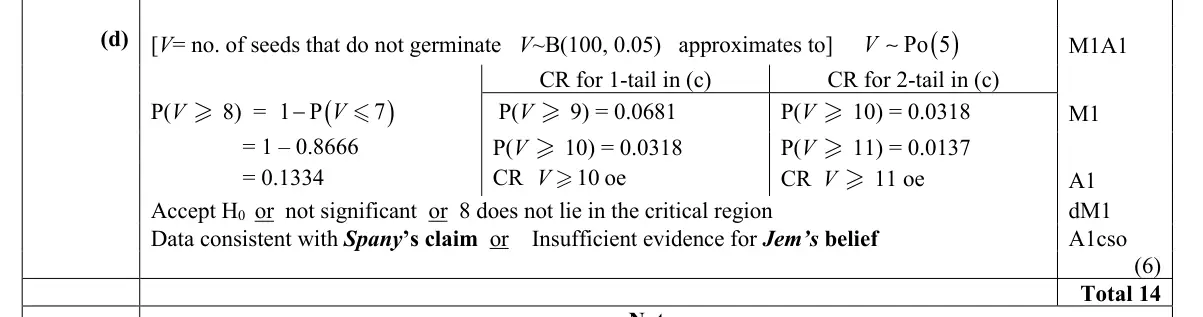 (d) [V= no. of seeds that do not germinate V~B(100, 0.05) approximates to] V ~ Po(5) M1A1
CR for 1-tail in (c) CR for 2-tail in (c)
P(V ⩾ 8) = 1 – P(V ⩽ 7) P(V ⩾ 9) = 0.0681 P(V ⩾ 10) = 0.0318 M1
= 1 – 0.8666 P(V ⩾ 10) = 0.0318 P(V ⩾ 11) = 0.0137
= 0.1334 CR V ⩾ 10 oe CR V ⩾ 11 oe A1
Accept H₀ or not significant or 8 does not lie in the critical region dM1
Data consistent with Spany’s claim or Insufficient evidence for Jem’s belief A1cso
(6)
Total 14